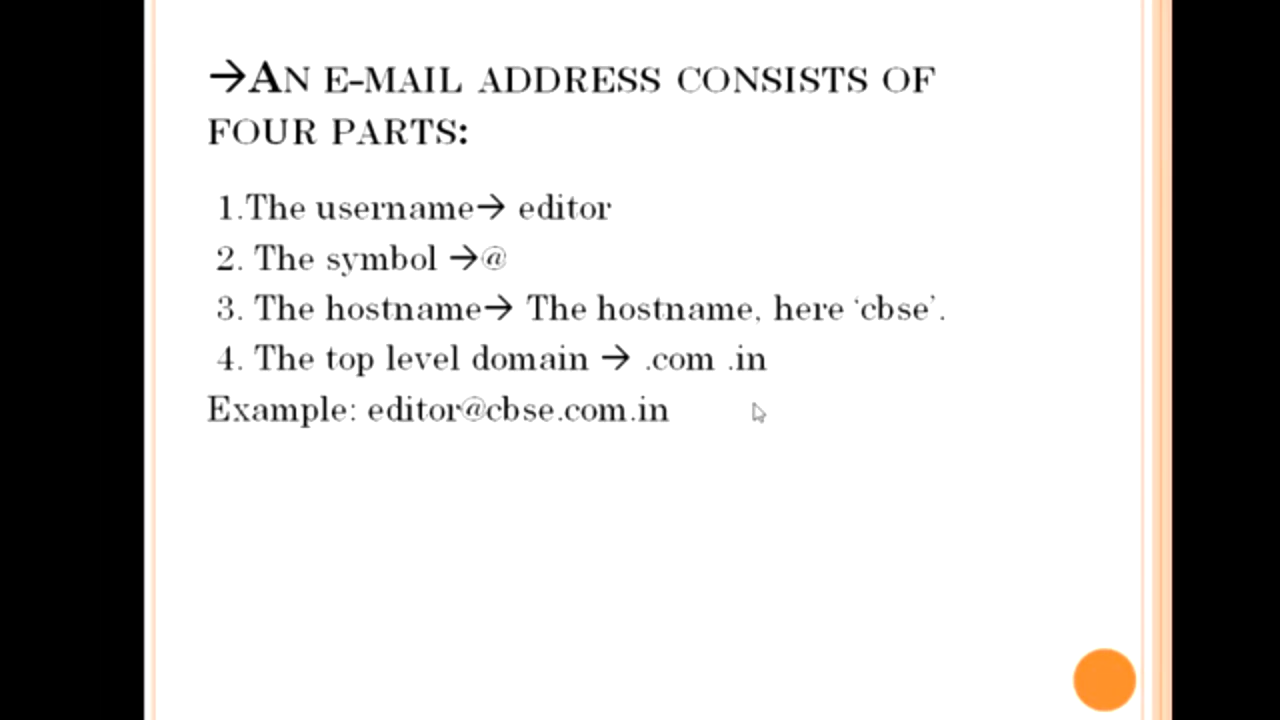 →AN E-MAIL ADDRESS CONSISTS OF
FOUR PARTS:
1.The username→ editor
2. The symbol →@
3. The hostname→ The hostname, here ‘cbse’.
4. The top level domain → .com .in
Example: editor@cbse.com.in